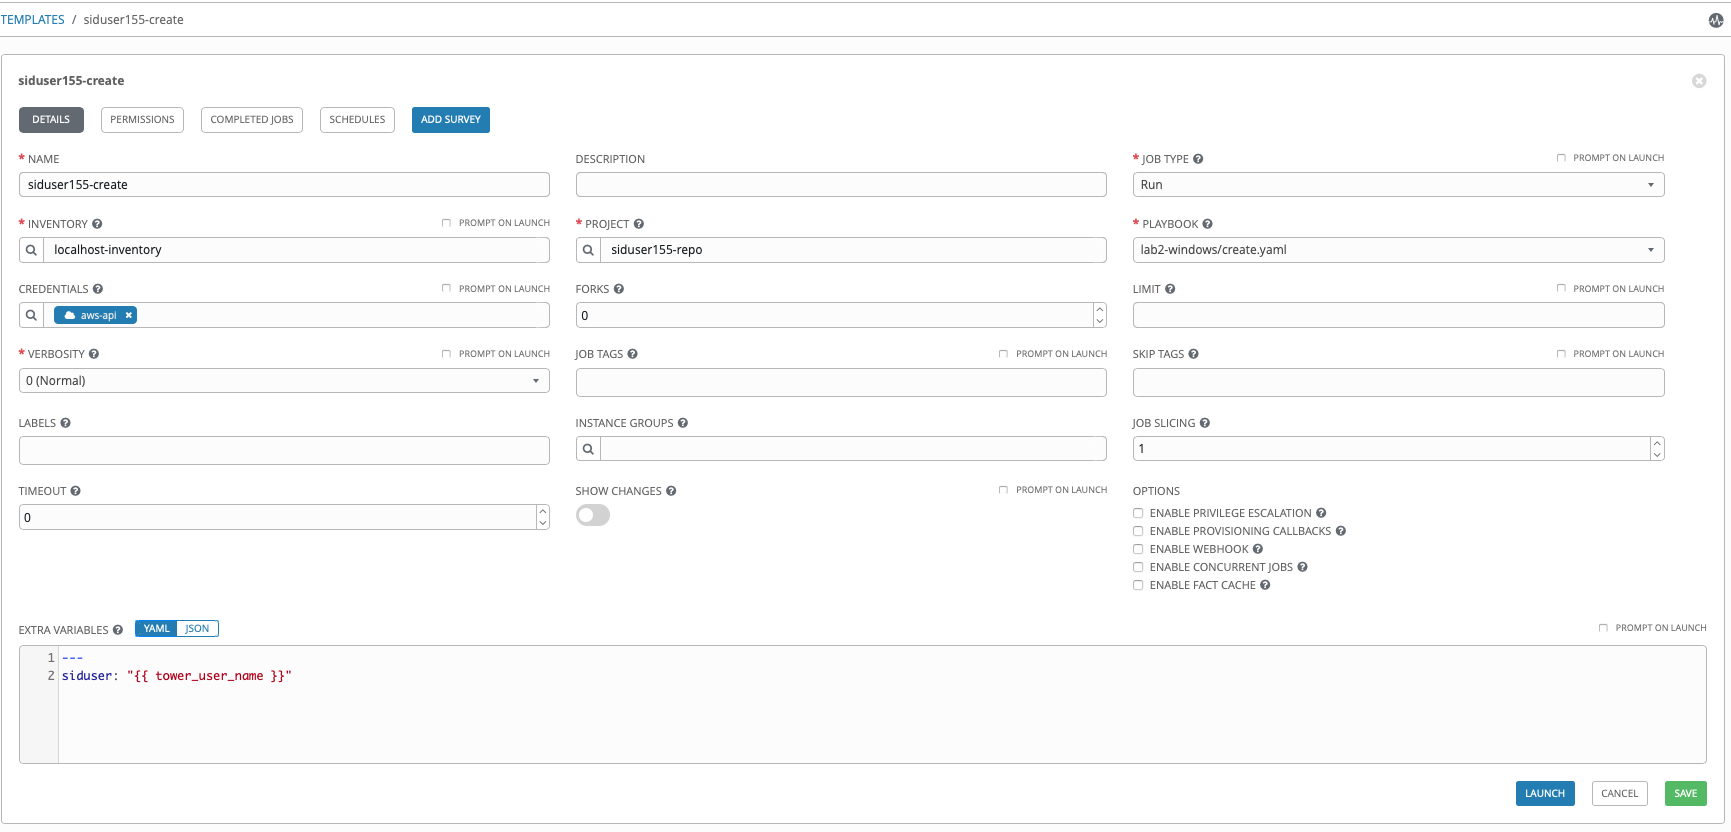 TEMPLATES / siduser155-create
siduser155-create
DETAILS PERMISSIONS COMPLETED JOBS SCHEDULES ADD SURVEY
* NAME DESCRIPTION * JOB TYPE PROMPT ON LAUNCH
siduser155-create Run
* INVENTORY PROMPT ON LAUNCH * PROJECT * PLAYBOOK
localhost-inventory siduser155-repo lab2-windows/create.yaml
CREDENTIALS PROMPT ON LAUNCH FORKS LIMIT PROMPT ON LAUNCH
aws-api × 0
* VERBOSITY PROMPT ON LAUNCH JOB TAGS PROMPT ON LAUNCH SKIP TAGS PROMPT ON LAUNCH
0 (Normal)
LABELS INSTANCE GROUPS JOB SLICING
1
TIMEOUT SHOW CHANGES PROMPT ON LAUNCH OPTIONS
0
ENABLE PRIVILEGE ESCALATION
ENABLE PROVISIONING CALLBACKS
ENABLE WEBHOOK
ENABLE CONCURRENT JOBS
ENABLE FACT CACHE
EXTRA VARIABLES YAML JSON PROMPT ON LAUNCH
1 ---
2 siduser: "{{ tower_user_name }}"
LAUNCH CANCEL SAVE